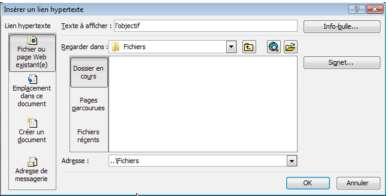 Insérer un lien hypertexte
Lien hypertexte
Texte à afficher : l'objectif
Info-bulle...
Fichier ou
page Web
existant(e)
Regarder dans :
Fichiers
Signet...
Dossier en
cours
Emplacement
dans ce
document
Pages
parcourues
Créer un
document
Fichiers
récents
Adresse de
messagerie
Adresse :
..\Fichiers
OK
Annuler